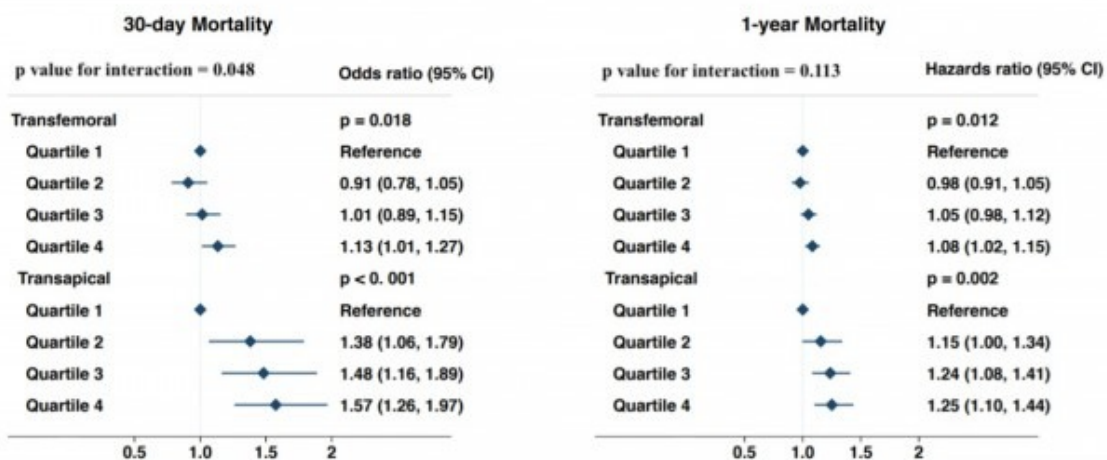 30-day Mortality
p value for interaction = 0.048
Odds ratio (95% CI)
Transfemoral p = 0.018
Quartile 1 Reference
Quartile 2 0.91 (0.78, 1.05)
Quartile 3 1.01 (0.89, 1.15)
Quartile 4 1.13 (1.01, 1.27)
Transapical p < 0. 001
Quartile 1 Reference
Quartile 2 1.38 (1.06, 1.79)
Quartile 3 1.48 (1.16, 1.89)
Quartile 4 1.57 (1.26, 1.97)
0.5 1.0 1.5 2
1-year Mortality
p value for interaction = 0.113
Hazards ratio (95% CI)
Transfemoral p = 0.012
Quartile 1 Reference
Quartile 2 0.98 (0.91, 1.05)
Quartile 3 1.05 (0.98, 1.12)
Quartile 4 1.08 (1.02, 1.15)
Transapical p = 0.002
Quartile 1 Reference
Quartile 2 1.15 (1.00, 1.34)
Quartile 3 1.24 (1.08, 1.41)
Quartile 4 1.25 (1.10, 1.44)
0.5 1.0 1.5 2